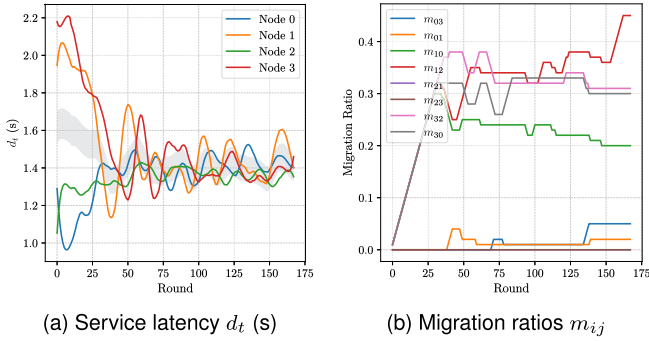 2.2
2.0
1.8
1.6
1.4
1.2
1.0
d_t (s)
0 25 50 75 100 125 150 175
Round
Node 0
Node 1
Node 2
Node 3
(a) Service latency d_t (s)
0.4
0.3
0.2
0.1
0.0
Migration Ratio
0 25 50 75 100 125 150 175
Round
m_03
m_01
m_10
m_12
m_21
m_23
m_32
m_30
(b) Migration ratios m_ij